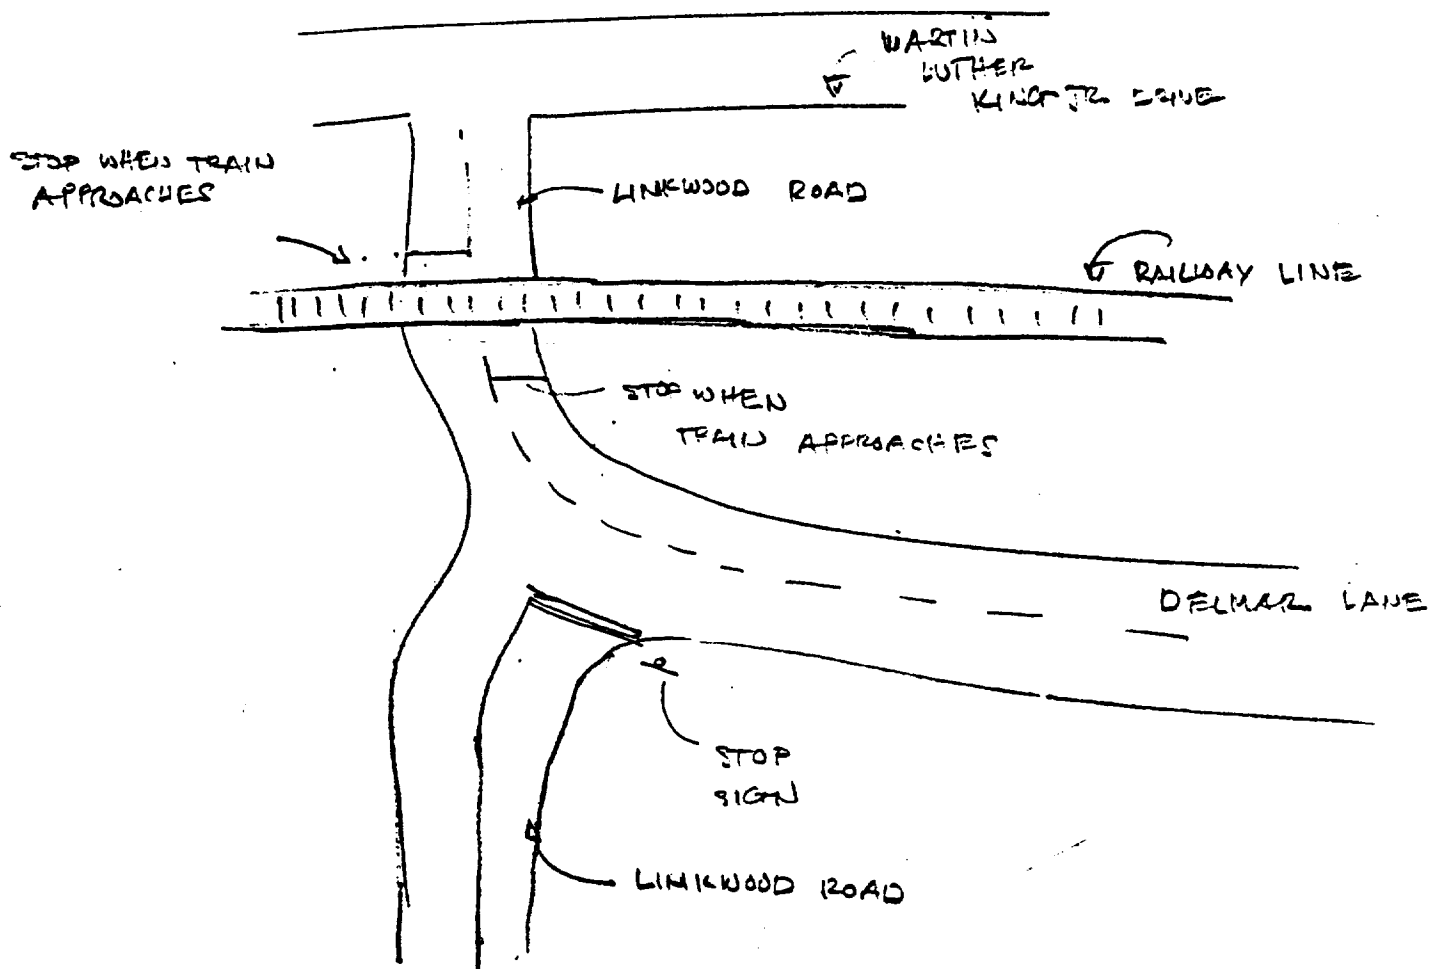 MARTIN
LUTHER
KING JR. DRIVE
STOP WHEN TRAIN
APPROACHES
LINKWOOD ROAD
RAILWAY LINE
STOP WHEN
TRAIN APPROACHES
DELMAR LANE
STOP
SIGN
LINKWOOD ROAD